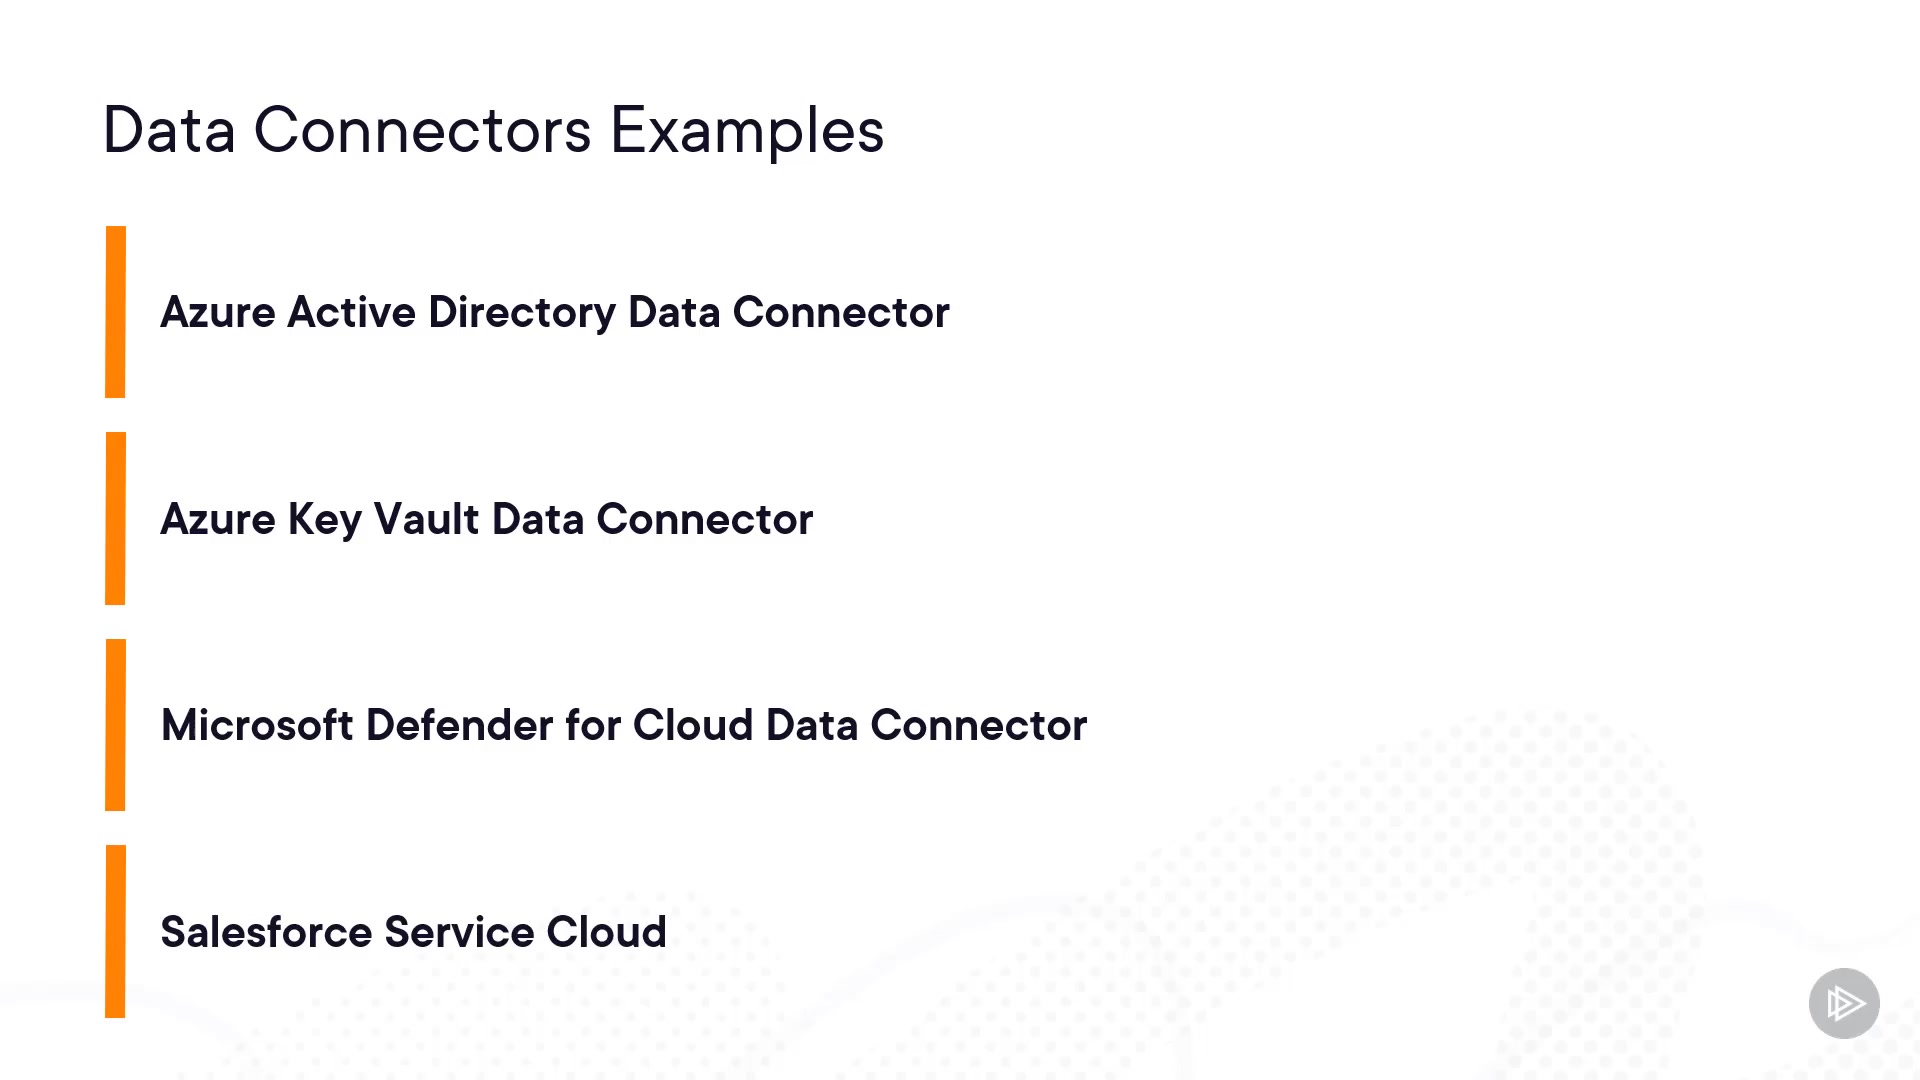 Data Connectors Examples
Azure Active Directory Data Connector
Azure Key Vault Data Connector
Microsoft Defender for Cloud Data Connector
Salesforce Service Cloud